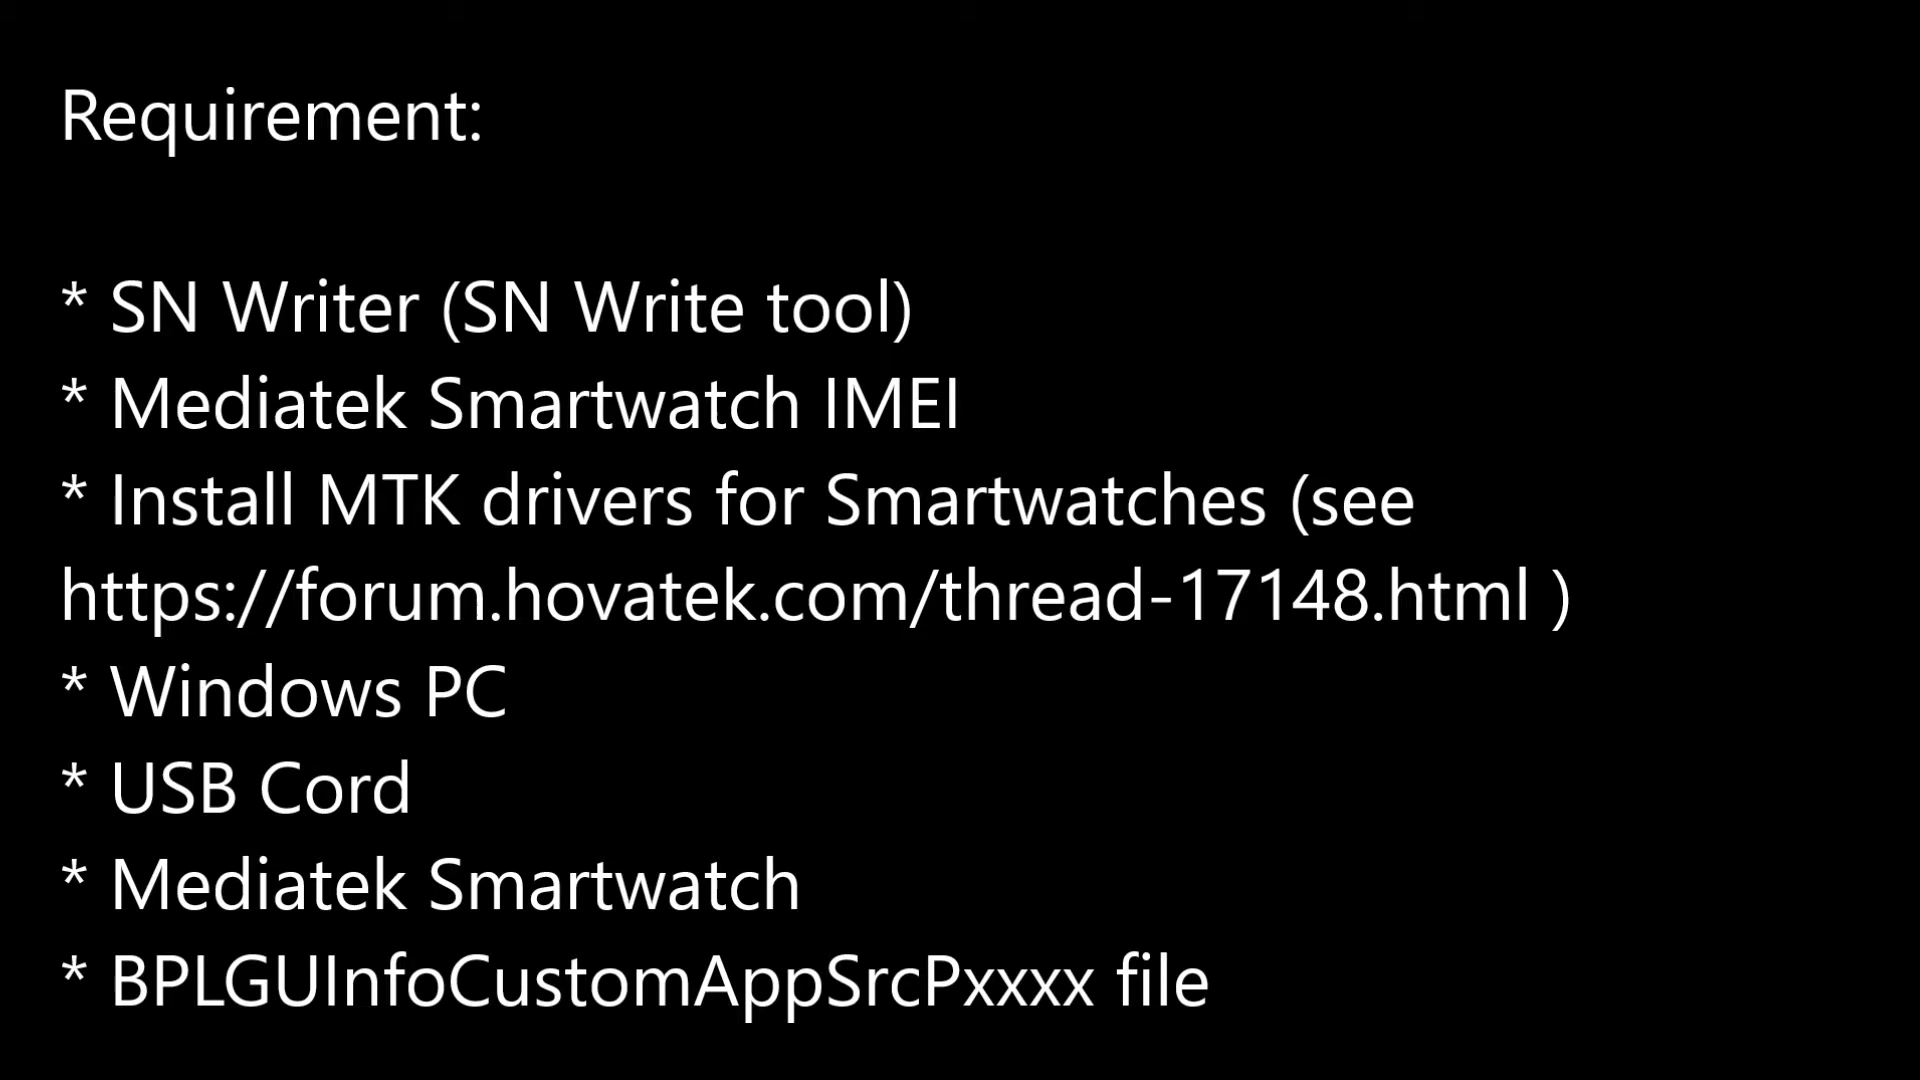 Requirement:
* SN Writer (SN Write tool)
* Mediatek Smartwatch IMEI
* Install MTK drivers for Smartwatches (see
https://forum.hovatek.com/thread-17148.html )
* Windows PC
* USB Cord
* Mediatek Smartwatch
* BPLGUInfoCustomAppSrcPxxxx file